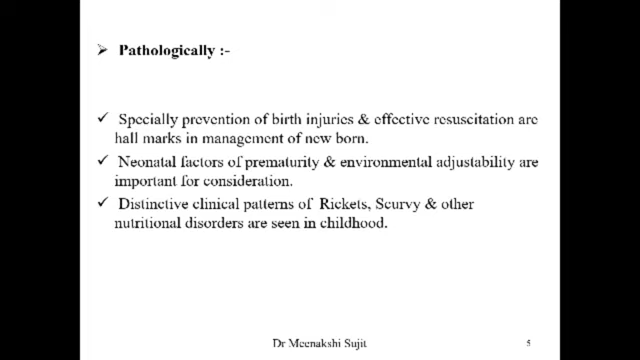 ➢ Pathologically :-
✓ Specially prevention of birth injuries & effective resuscitation are
hall marks in management of new born.
✓ Neonatal factors of prematurity & environmental adjustability are
important for consideration.
✓ Distinctive clinical patterns of Rickets, Scurvy & other
nutritional disorders are seen in childhood.
Dr Meenakshi Sujit
5